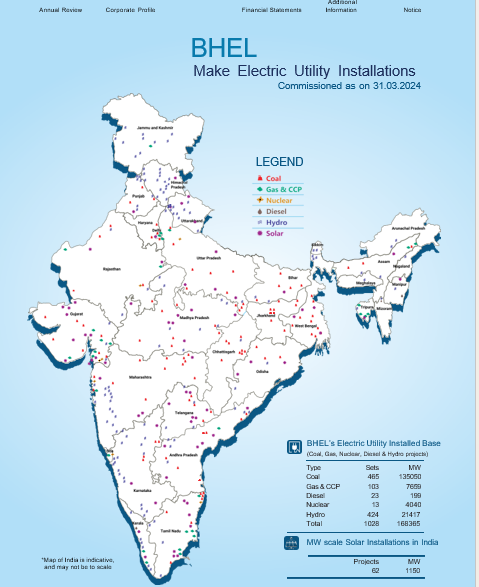 Annual Review
Corporate Profile
Financial Statements
Additional
Information
Notice
BHEL
Make Electric Utility Installations
Commissioned as on 31.03.2024
LEGEND
Coal
Gas & CCP
Nuclear
Diesel
Hydro
Solar
Jammu and Kashmir
Himachal
Pradesh
Punjab
Uttarakhand
Haryana
Delhi
Arunachal Pradesh
Sikkim
Uttar Pradesh
Assam
Nagaland
Rajasthan
Bihar
Meghalaya
Manipur
Tripura
Mizoram
Gujarat
Madhya Pradesh
Jharkhand
West Bengal
Chhattisgarh
Odisha
Maharashtra
Telangana
Goa
Andhra Pradesh
Karnataka
Kerala
Tamil Nadu
BHEL's Electric Utility Installed Base
(Coal, Gas, Nuclear, Diesel & Hydro projects)
Type Sets MW
Coal 465 135050
Gas & CCP 103 7659
Diesel 23 199
Nuclear 13 4040
Hydro 424 21417
Total 1028 168365
MW scale Solar Installations in India
Projects MW
62 1150
*Map of India is indicative,
and may not be to scale